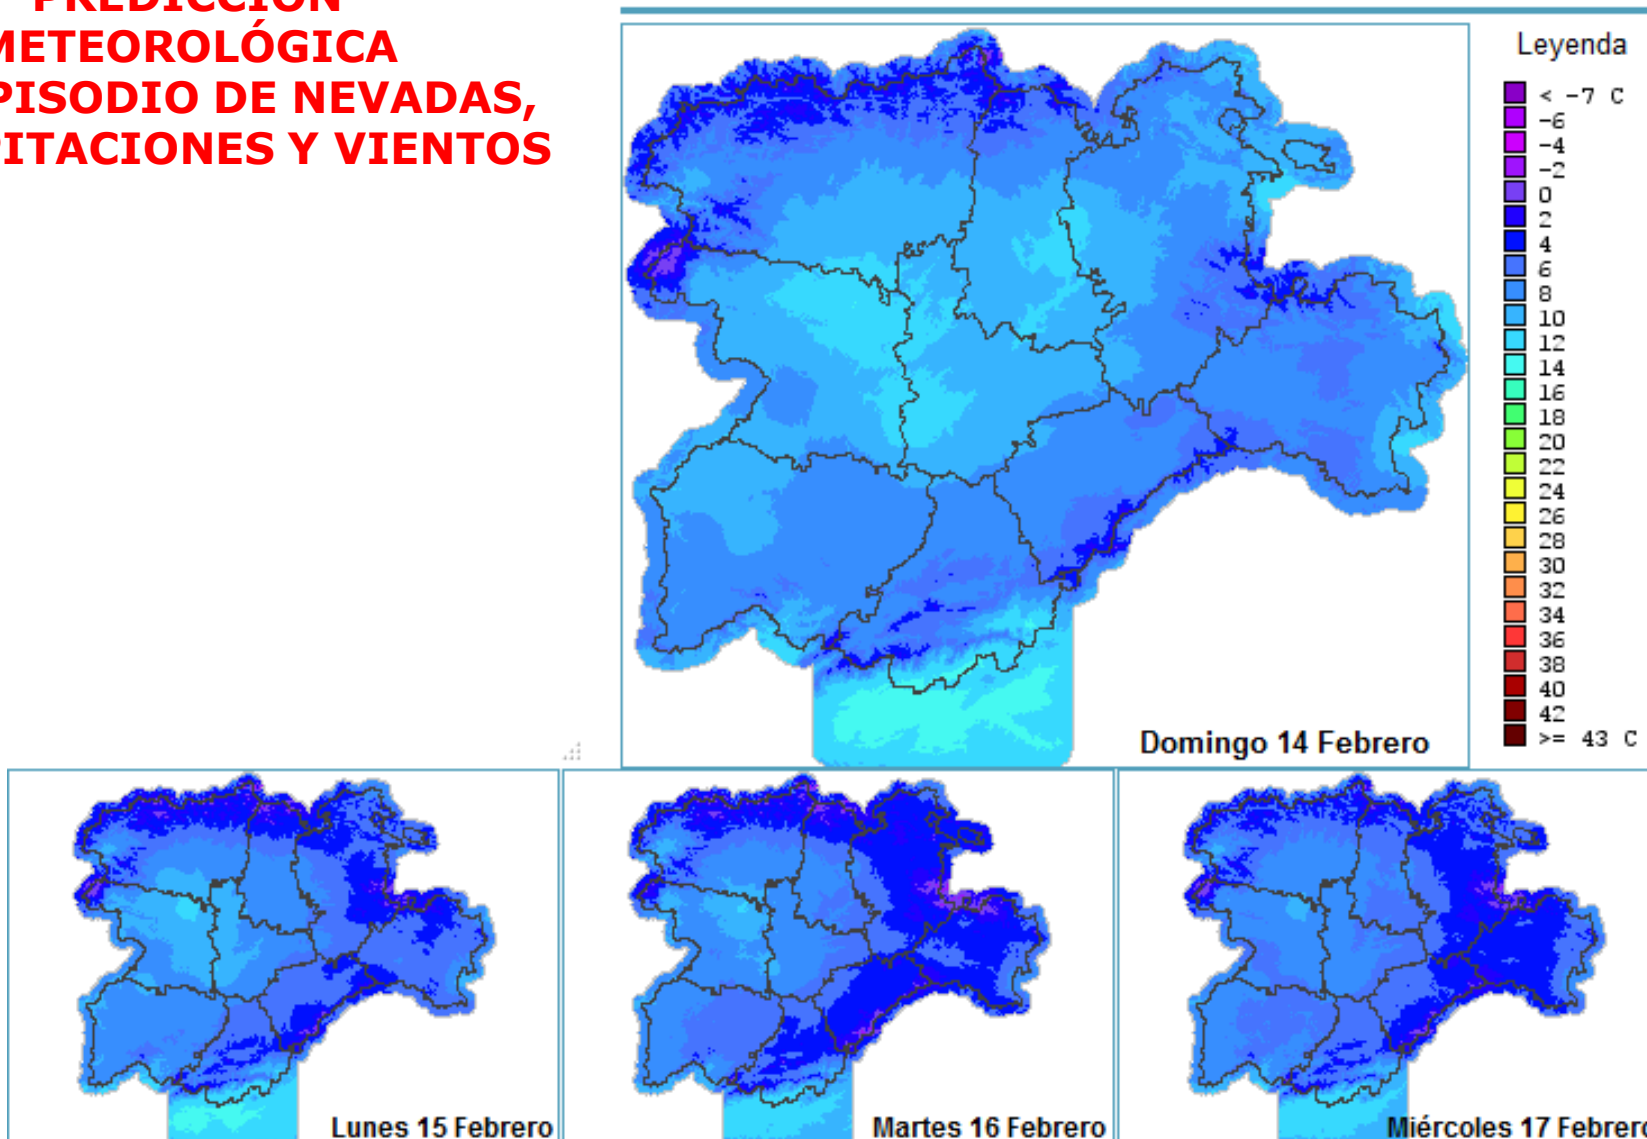 PREDICCIÓN
METEOROLÓGICA
PISODIO DE NEVADAS,
PITACIONES Y VIENTOS
Leyenda
< -7 C
-6
-4
-2
0
2
4
6
8
10
12
14
16
18
20
22
24
26
28
30
32
34
36
38
40
42
>= 43 C
Domingo 14 Febrero
Lunes 15 Febrero
Martes 16 Febrero
Miércoles 17 Febrero